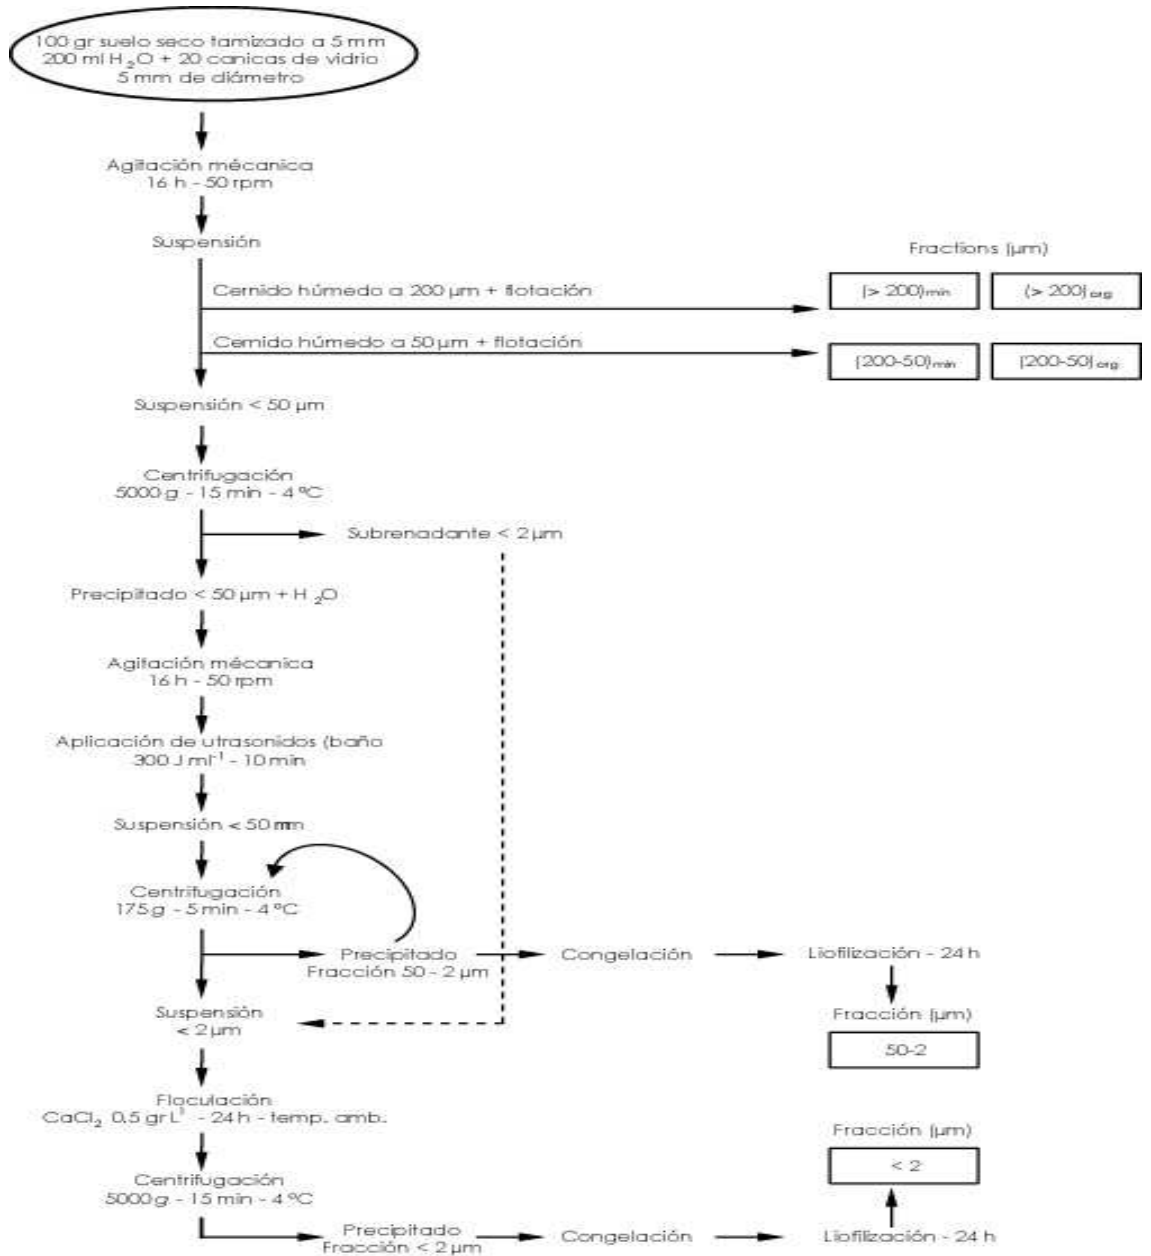 100 gr suelo seco tamizado a 5 mm
200 ml H₂O + 20 canicas de vidrio
5 mm de diámetro
Agitación mécanica
16 h - 50 rpm
Suspensión
Fractions (µm)
Cernido húmedo a 200 µm + flotación
(> 200)min
(> 200)org
Cernido húmedo a 50 µm + flotación
(200-50)min
(200-50)org
Suspensión < 50 µm
Centrifugación
5000 g - 15 min - 4 ºC
Subrenadante < 2 µm
Precipitado < 50 µm + H₂O
Agitación mécanica
16 h - 50 rpm
Aplicación de utrasonidos (baño
300 J ml⁻¹ - 10 min
Suspensión < 50 mm
Centrifugación
175 g - 5 min - 4 ºC
Precipitado
Fracción 50 - 2 µm
Congelación
Liofilización - 24 h
Suspensión
< 2 µm
Fracción (µm)
50-2
Floculación
CaCl₂ 0.5 gr L¹ - 24 h - temp. amb.
Fracción (µm)
< 2
Centrifugación
5000 g - 15 min - 4 ºC
Precipitado
Fracción < 2 µm
Congelación
Liofilización - 24 h